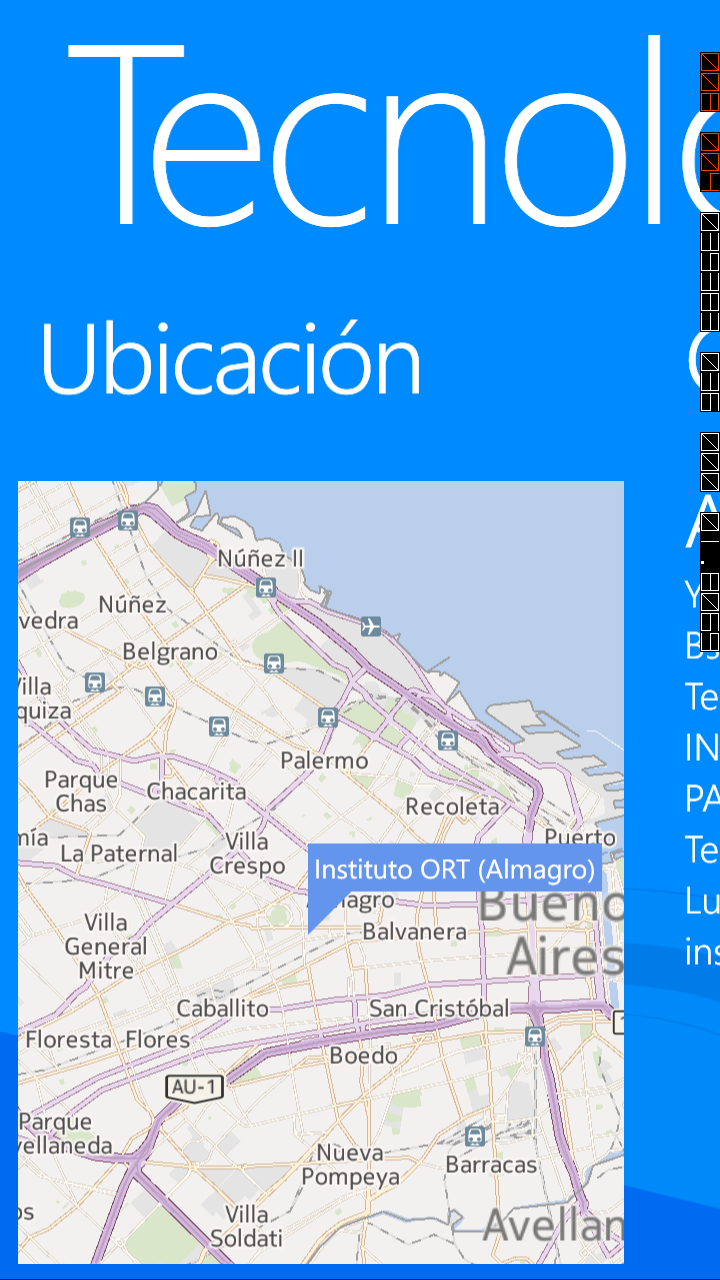 Tecnolo
Ubicación
Núñez II
Núñez
vedra
Belgrano
Villa
quiza
Palermo
Parque
Chas
Chacarita
Recoleta
Puerto
mía
La Paternal
Villa
Crespo
Instituto ORT (Almagro)
Bueno
Aires
Balvanera
Villa
General
Mitre
Caballito
San Cristóbal
Floresta
Flores
Boedo
AU-1
Parque
vellaneda
Nueva
Pompeya
Barracas
os
Villa
Soldati
Avellan
A
Y
Te
IN
PA
Te
Lu
ins